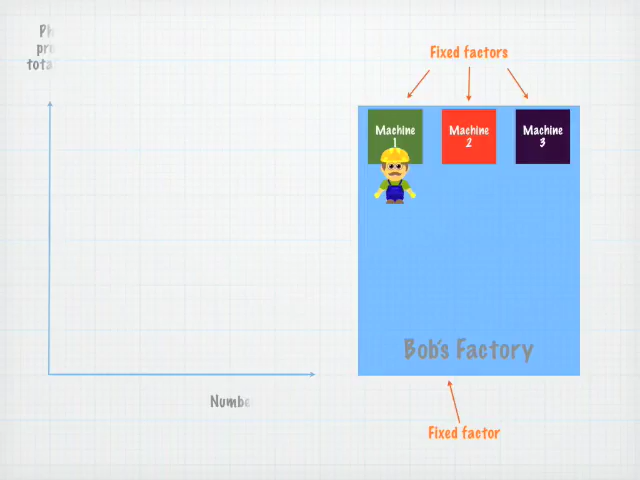 Fixed factors
Machine
1
Machine
2
Machine
3
Bob's Factory
Fixed factor